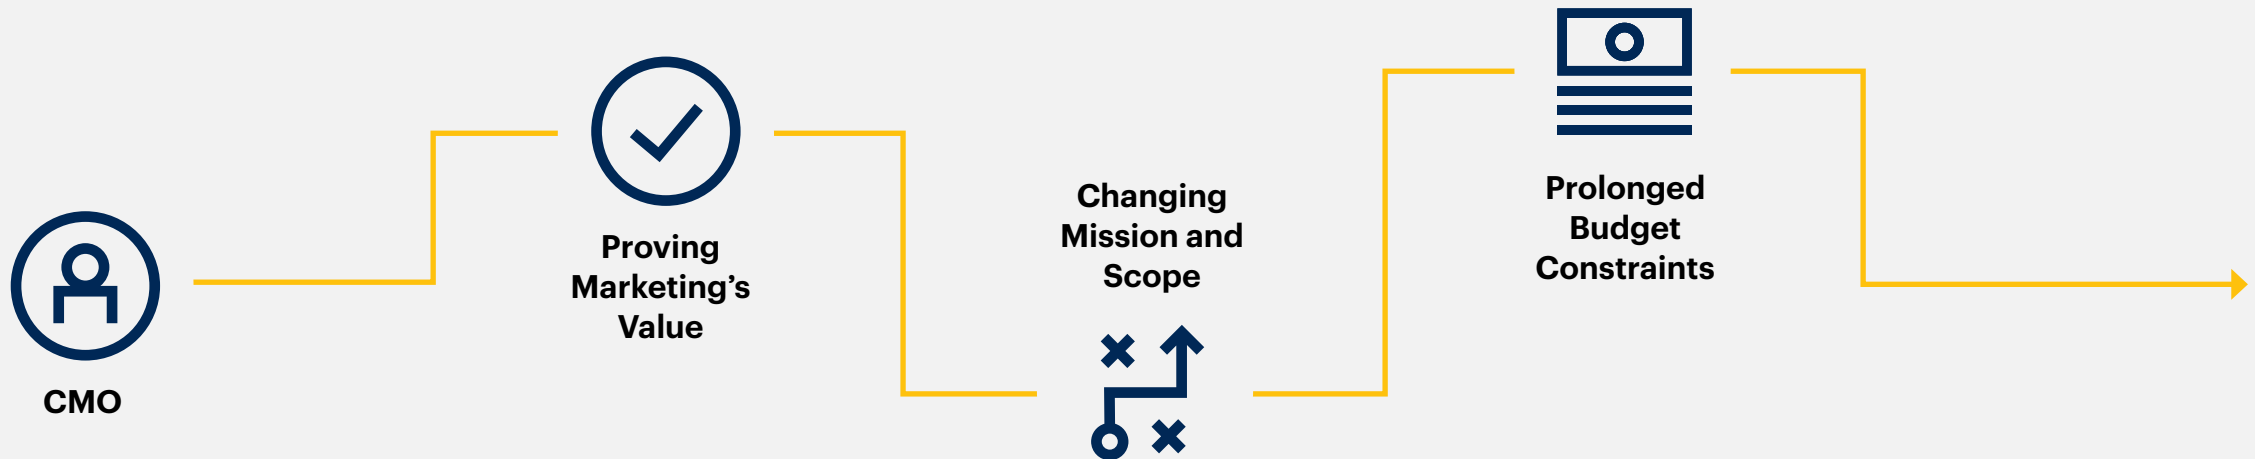 CMO
Proving
Marketing’s
Value
Changing
Mission and
Scope
Prolonged
Budget
Constraints